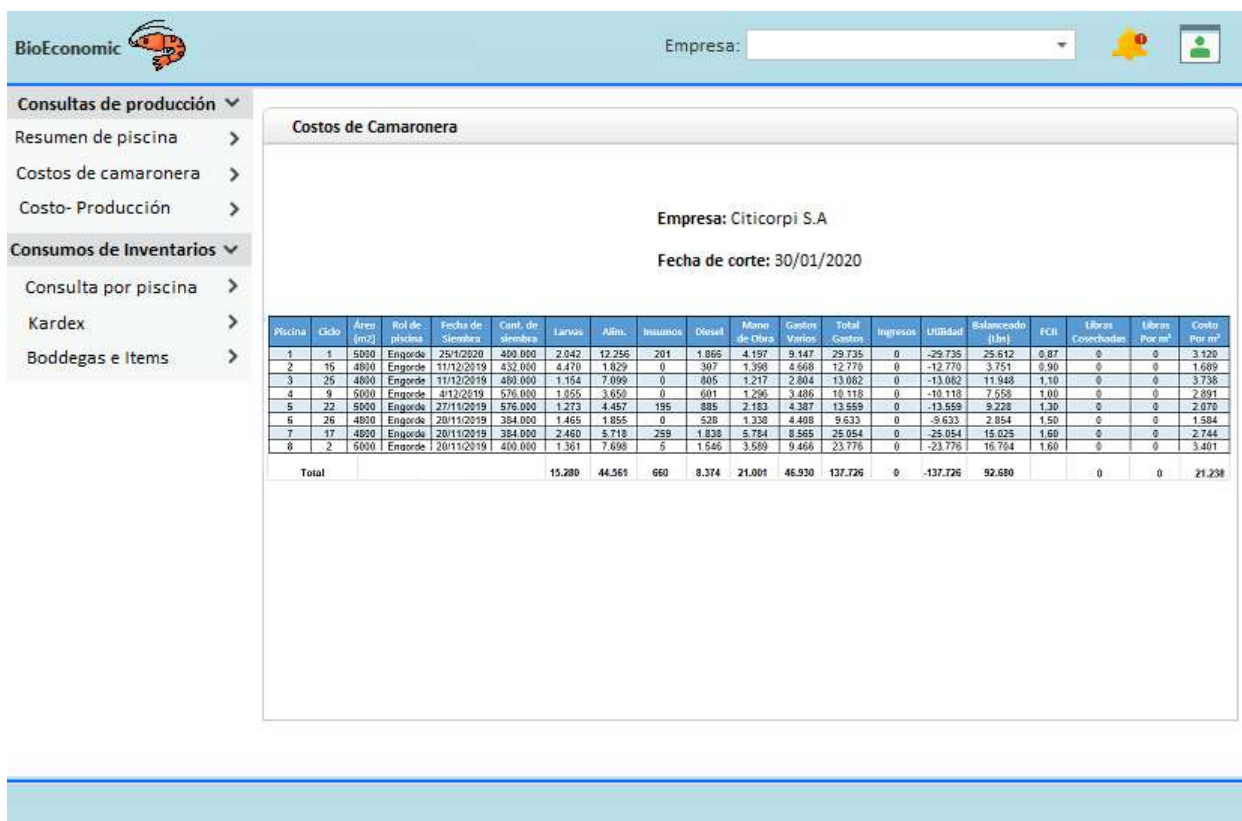 BioEconomic
Empresa:
Consultas de producción
Resumen de piscina
Costos de camaronera
Costo- Producción
Consumos de Inventarios
Consulta por piscina
Kardex
Boddegas e Items
Costos de Camaronera
Empresa: Citicorpi S.A
Fecha de corte: 30/01/2020
Piscina Ciclo Área (m2) Rol de piscina Fecha de Siembra Cant. de siembra Larvas Alim. Insumos Diesel Mano de Obra Gastos Varios Total Gastos Ingresos Utilidad Balanceado (Lbs) FCR Libras Cosechadas Libras Por m² Costo Por m²
1 1 5000 Engorde 25/1/2020 400.000 2.042 12.256 201 1.866 4.197 9.147 29.735 0 -29.735 25.612 0,87 0 0 3.120
2 15 4800 Engorde 11/12/2019 432.000 4.470 1.829 0 307 1.398 4.668 12.770 0 -12.770 3.751 0,90 0 0 1.689
3 25 4800 Engorde 11/12/2019 480.000 1.154 7.099 0 805 1.217 2.804 13.082 0 -13.082 11.948 1,10 0 0 3.738
4 9 5000 Engorde 4/12/2019 576.000 1.055 3.650 0 601 1.296 3.486 10.118 0 -10.118 7.558 1,00 0 0 2.891
5 22 5000 Engorde 27/11/2019 576.000 1.273 4.457 195 885 2.183 4.387 13.559 0 -13.559 9.228 1,30 0 0 2.070
6 26 4800 Engorde 20/11/2019 384.000 1.465 1.855 0 528 1.338 4.408 9.633 0 -9.633 2.854 1,50 0 0 1.584
7 17 4800 Engorde 20/11/2019 384.000 2.460 5.718 259 1.838 5.784 8.565 25.054 0 -25.054 15.025 1,60 0 0 2.744
8 2 6000 Engorde 20/11/2019 400.000 1.361 7.698 5 1.546 3.589 9.466 23.776 0 -23.776 16.704 1,60 0 0 3.401
Total 15.280 44.561 660 8.374 21.001 46.930 137.726 0 -137.726 92.680 0 0 21.238